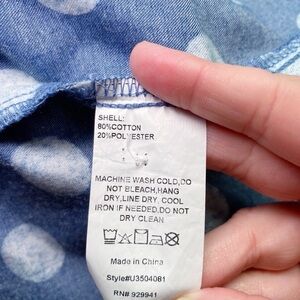 SHELL:
80%COTTON
20%POLYESTER
MACHINE WASH COLD,DO
NOT BLEACH,HANG
DRY,LINE DRY, COOL
IRON IF NEEDED,DO NOT
DRY CLEAN
Made in China
Style#U3504081
RN# 929941